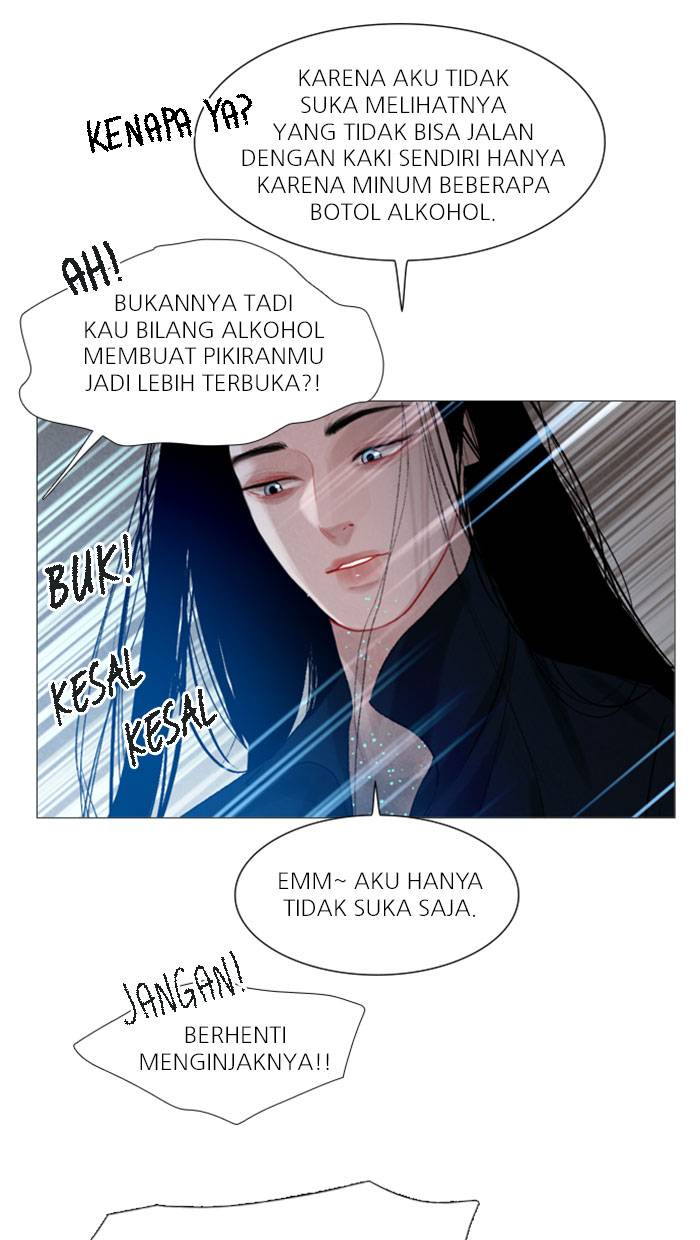 KENAPA YA?
KARENA AKU TIDAK
SUKA MELIHATNYA
YANG TIDAK BISA JALAN
DENGAN KAKI SENDIRI HANYA
KARENA MINUM BEBERAPA
BOTOL ALKOHOL.
AH!
BUKANNYA TADI
KAU BILANG ALKOHOL
MEMBUAT PIKIRANMU
JADI LEBIH TERBUKA?!
BUK!
KESAL
KESAL
EMM~ AKU HANYA
TIDAK SUKA SAJA.
JANGAN!
BERHENTI
MENGINJAKNYA!!